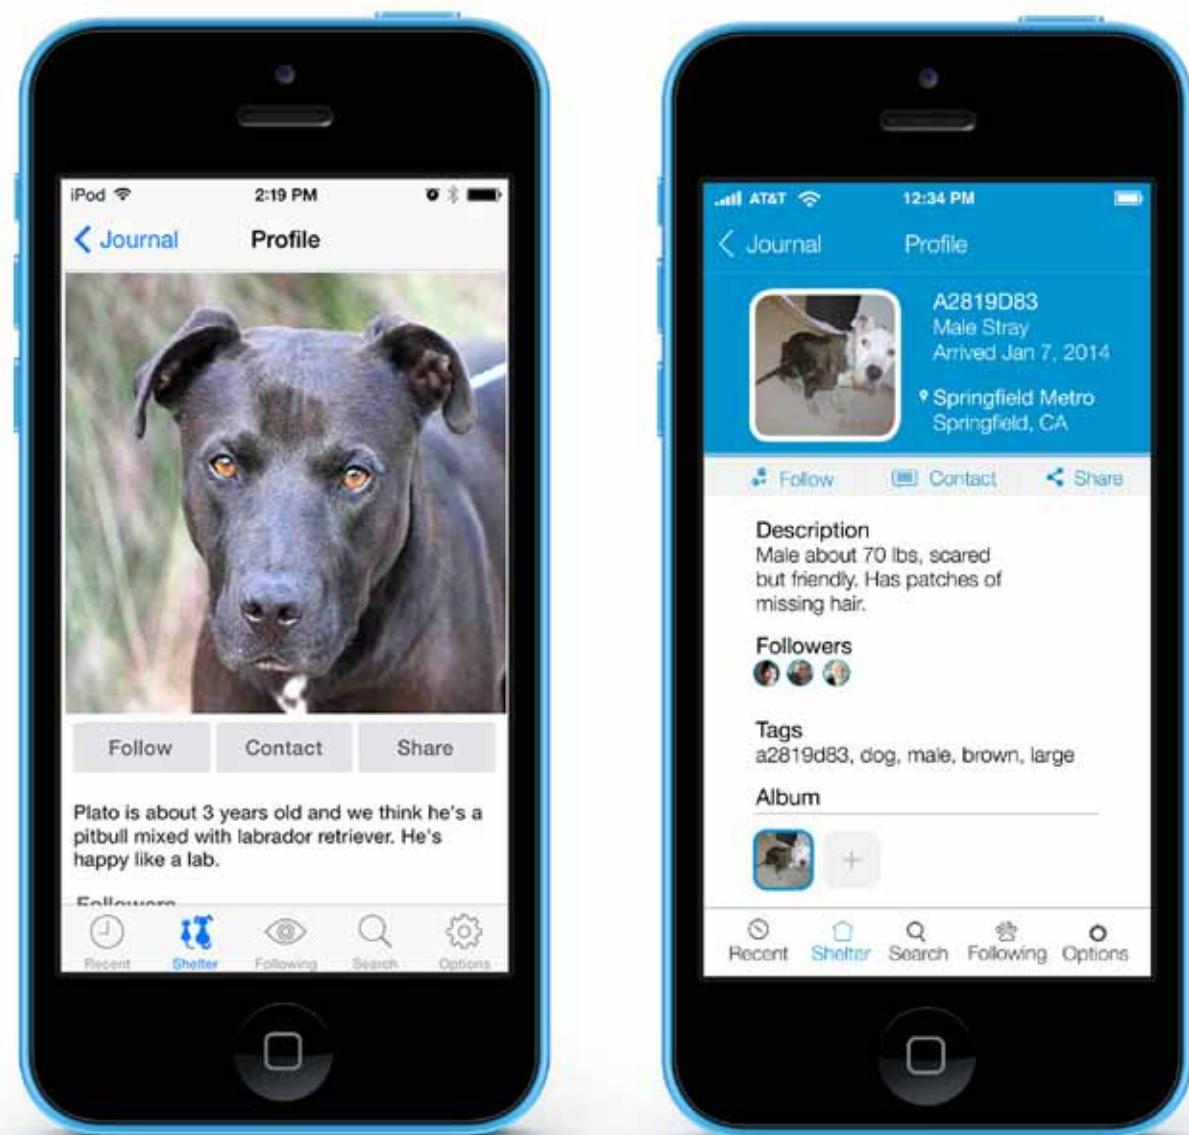 iPod 2:19 PM
Journal Profile
Follow Contact Share
Plato is about 3 years old and we think he's a
pitbull mixed with labrador retriever. He's
happy like a lab.
Followers
Recent Shelter Following Search Options
AT&T 12:34 PM
Journal Profile
A2819D83
Male Stray
Arrived Jan 7, 2014
Springfield Metro
Springfield, CA
Follow Contact Share
Description
Male about 70 lbs, scared
but friendly. Has patches of
missing hair.
Followers
Tags
a2819d83, dog, male, brown, large
Album
+
Recent Shelter Search Following Options